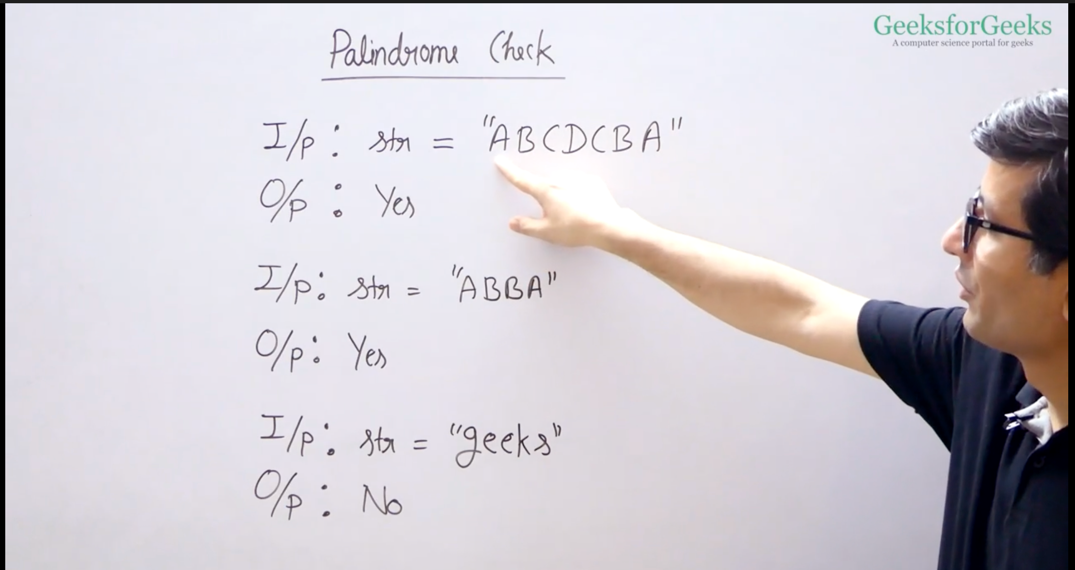 GeeksforGeeks
A computer science portal for geeks
Palindrome Check
I/p: str = "ABCDCBA"
O/p: Yes
I/p: str = "ABBA"
O/p: Yes
I/p: str = "geeks"
O/p: No